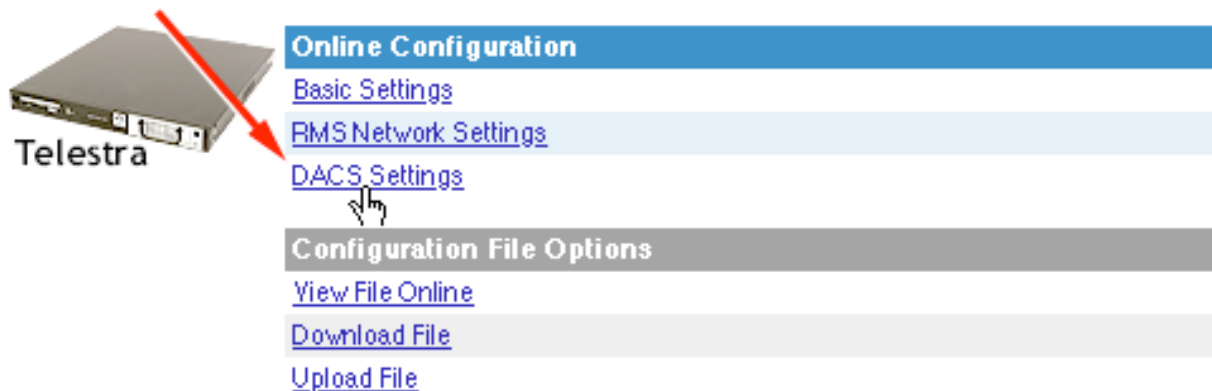 Online Configuration
Basic Settings
RMS Network Settings
Telestra
DACS Settings
Configuration File Options
View File Online
Download File
Upload File